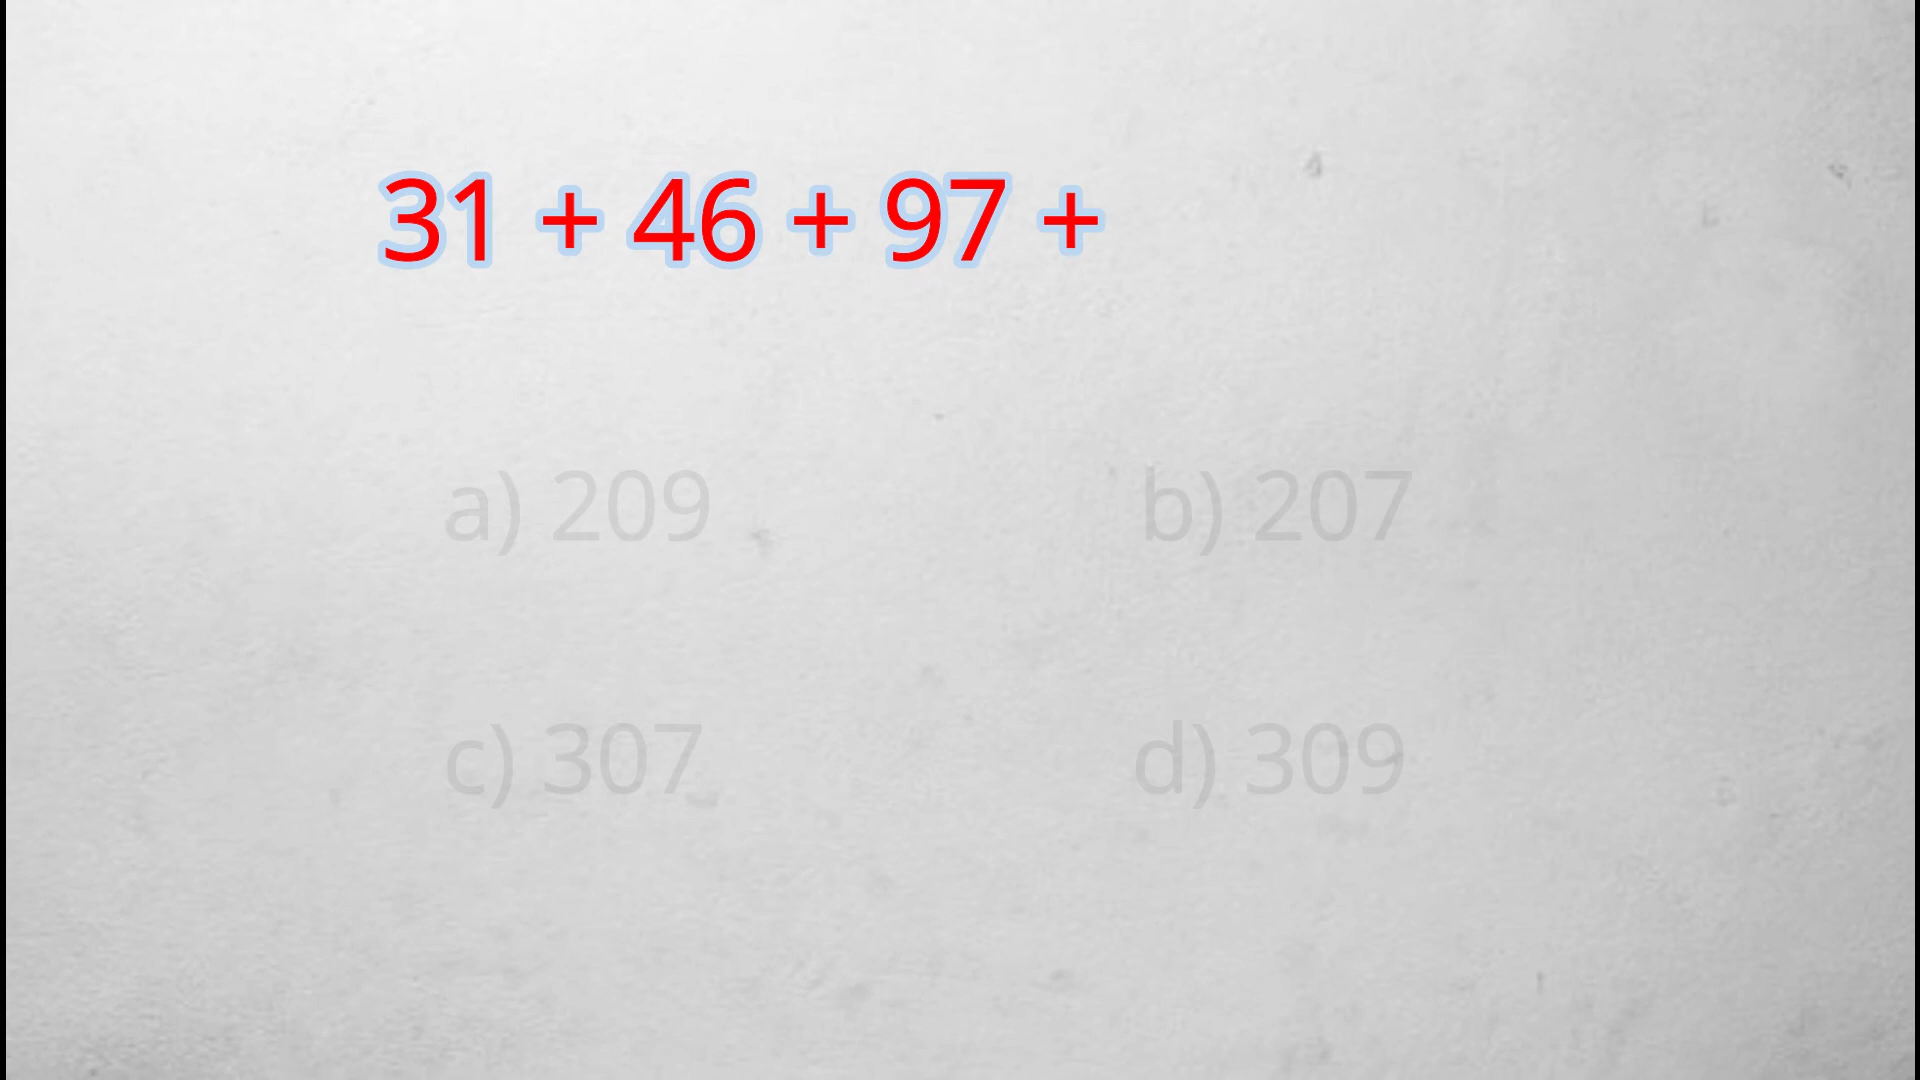 31 + 46 + 97 +
a) 209 b) 207
c) 307 d) 309